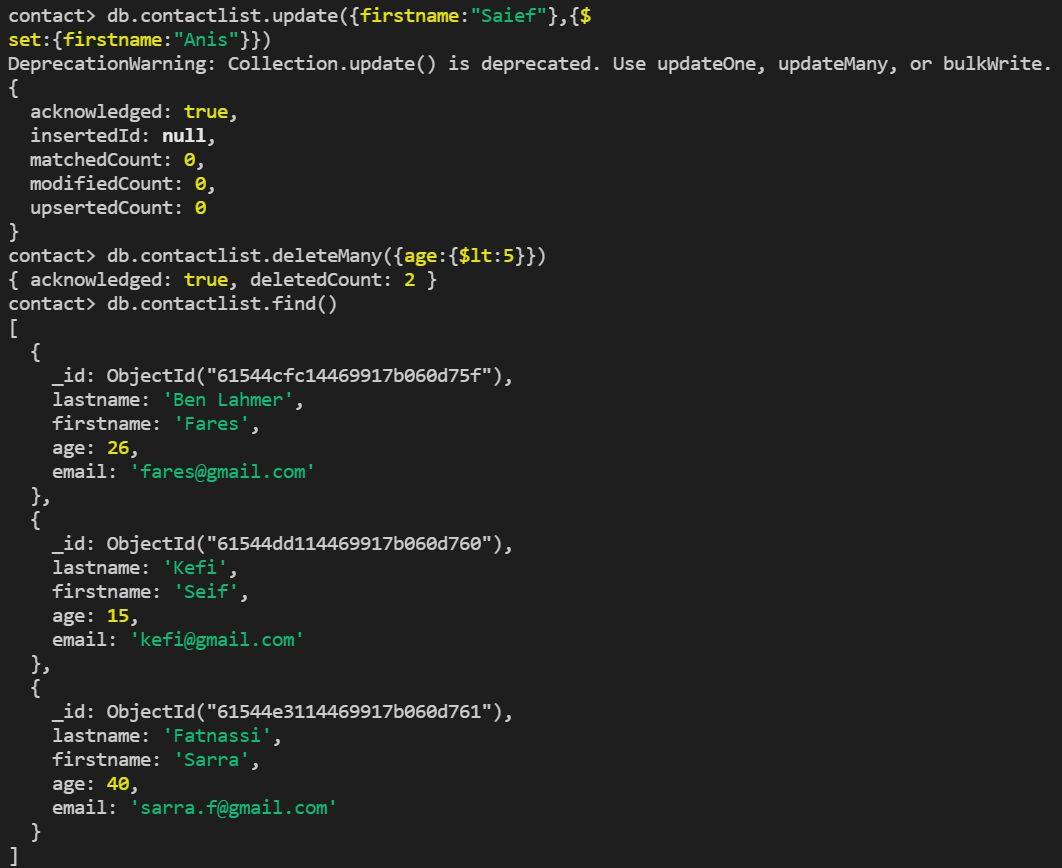 contact> db.contactlist.update({firstname:"Saief"},{$
set:{firstname:"Anis"}})
DeprecationWarning: Collection.update() is deprecated. Use updateOne, updateMany, or bulkWrite.
{
  acknowledged: true,
  insertedId: null,
  matchedCount: 0,
  modifiedCount: 0,
  upsertedCount: 0
}
contact> db.contactlist.deleteMany({age:{$lt:5}})
{ acknowledged: true, deletedCount: 2 }
contact> db.contactlist.find()
[
  {
    _id: ObjectId("61544cfc14469917b060d75f"),
    lastname: 'Ben Lahmer',
    firstname: 'Fares',
    age: 26,
    email: 'fares@gmail.com'
  },
  {
    _id: ObjectId("61544dd114469917b060d760"),
    lastname: 'Kefi',
    firstname: 'Seif',
    age: 15,
    email: 'kefi@gmail.com'
  },
  {
    _id: ObjectId("61544e3114469917b060d761"),
    lastname: 'Fatnassi',
    firstname: 'Sarra',
    age: 40,
    email: 'sarra.f@gmail.com'
  }
]